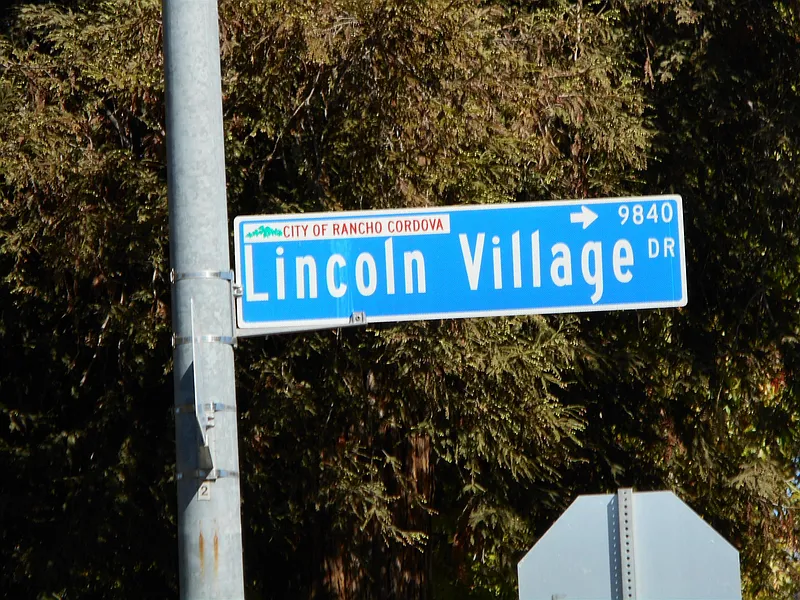 CITY OF RANCHO CORDOVA
→ 9840
Lincoln Village DR
2